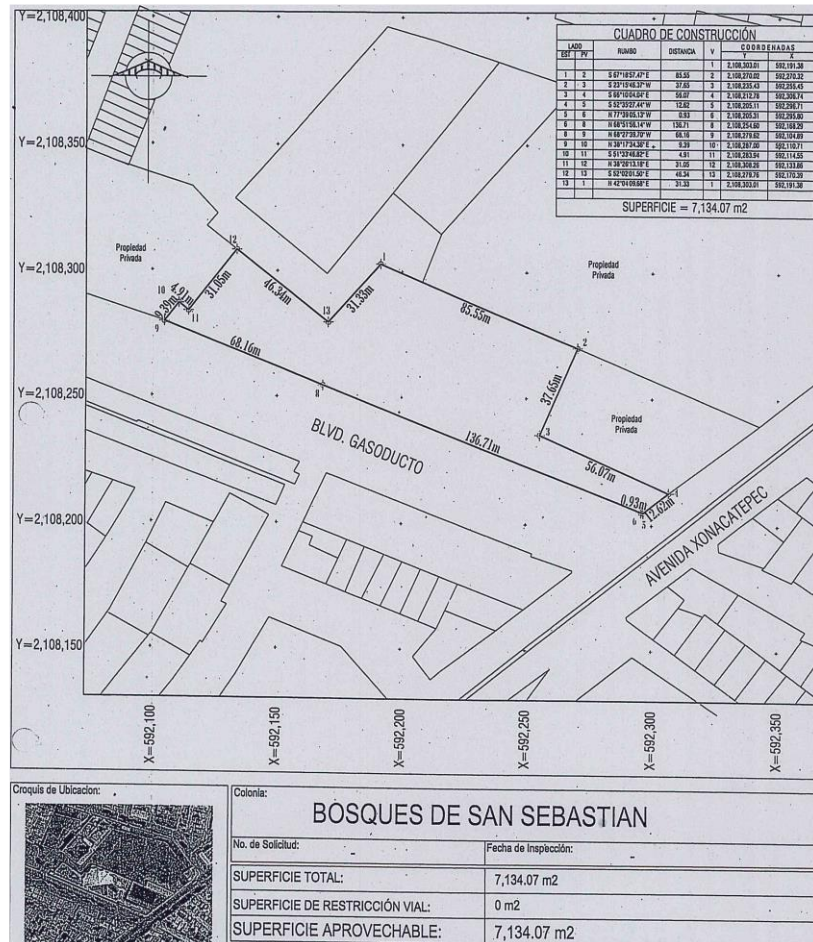 Y=2,108,400
Y=2,108,350
Y=2,108,300
Y=2,108,250
Y=2,108,200
Y=2,108,150
CUADRO DE CONSTRUCCIÓN
LADO RUMBO DISTANCIA V COORDENADAS
EST PV Y X
1 2,108,303.01 592,191.38
1 2 S 67°18'57.47" E 85.55 2 2,108,270.02 592,270.32
2 3 S 23°15'46.37" W 37.65 3 2,108,235.43 592,255.45
3 4 S 66°10'04.04" E 56.07 4 2,108,212.78 592,306.74
4 5 S 52°35'27.44" W 12.62 5 2,108,205.11 592,296.71
5 6 N 77°39'05.13" W 0.93 6 2,108,205.31 592,295.80
6 8 N 68°51'56.14" W 136.71 8 2,108,254.60 592,168.29
8 9 N 68°27'39.70" W 68.16 9 2,108,279.62 592,104.89
9 10 N 38°17'34.36" E 9.39 10 2,108,287.00 592,110.71
10 11 S 51°33'46.82" E 4.91 11 2,108,283.94 592,114.55
11 12 N 38°26'13.18" E 31.05 12 2,108,308.26 592,133.86
12 13 S 52°02'01.50" E 46.34 13 2,108,279.76 592,170.39
13 1 N 42°04'09.68" E 31.33 1 2,108,303.01 592,191.38
SUPERFICIE = 7,134.07 m2
Propiedad
Privada
Propiedad
Privada
Propiedad
Privada
12
1
10
4.91m
31.05m
9.39m
11
9
46.34m
13
31.33m
85.55m
2
68.16m
8
37.65m
3
136.71m
56.07m
4
0.93m
12.62m
6
5
BLVD. GASODUCTO
AVENIDA XONACATEPEC
X=592,100
X=592,150
X=592,200
X=592,250
X=592,300
X=592,350
Croquis de Ubicacion:
Colonia:
BOSQUES DE SAN SEBASTIAN
No. de Solicitud: -
Fecha de Inspección: -
SUPERFICIE TOTAL: 7,134.07 m2
SUPERFICIE DE RESTRICCIÓN VIAL: 0 m2
SUPERFICIE APROVECHABLE: 7,134.07 m2